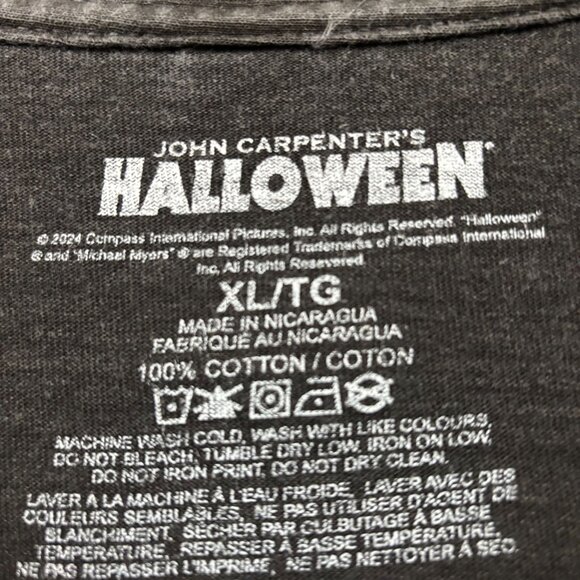 JOHN CARPENTER'S
HALLOWEEN
© 2024 Compass International Pictures, Inc. All Rights Reserved. "Halloween"
® and "Michael Myers" ® are Registered Trademarks of Compass International
Inc, All Rights Resevered.
XL/TG
MADE IN NICARAGUA
FABRIQUÉ AU NICARAGUA
100% COTTON / COTON
MACHINE WASH COLD, WASH WITH LIKE COLOURS,
DO NOT BLEACH, TUMBLE DRY LOW, IRON ON LOW,
DO NOT IRON PRINT, DO NOT DRY CLEAN.
LAVER À LA MACHINE À L'EAU FROIDE, LAVER AVEC DES
COULEURS SEMBLABLES, NE PAS UTILISER D'AGENT DE
BLANCHIMENT, SÉCHER PAR CULBUTAGE À BASSE
TEMPÉRATURE, REPASSER À BASSE TEMPÉRATURE,
NE PAS REPASSER L'IMPRIMÉ, NE PAS NETTOYER À SEC.